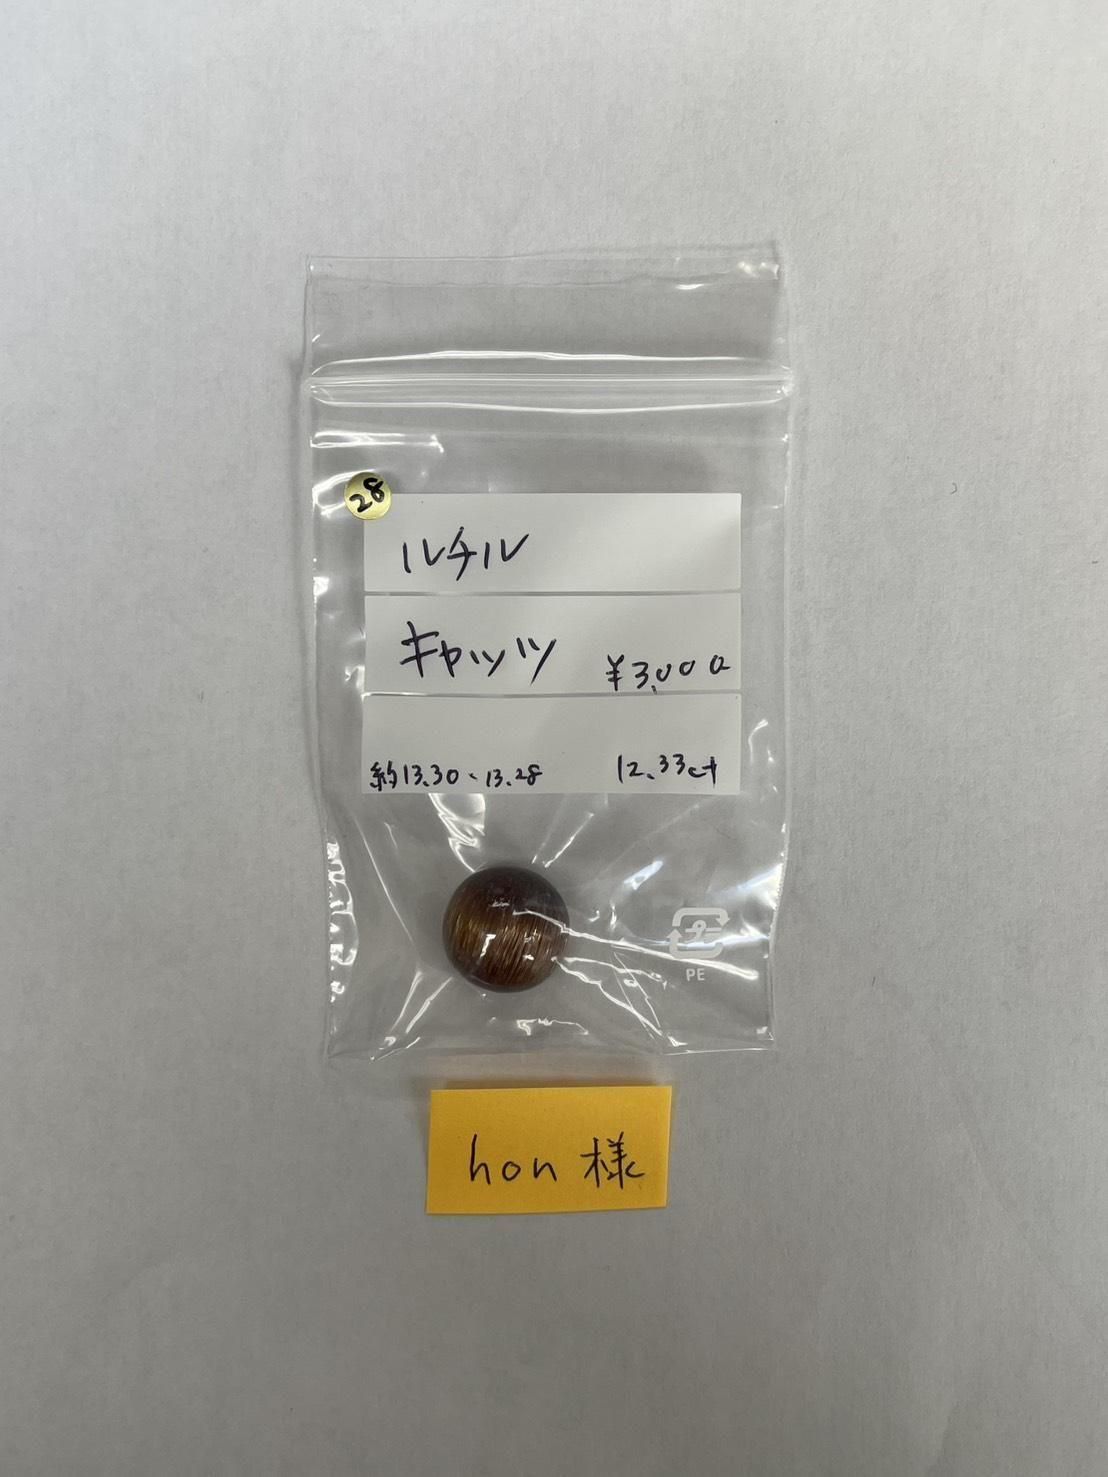 28
ルチル
キャッツ ¥3,000
約13.30、13.28 12.33ct
プ
PE
hon様